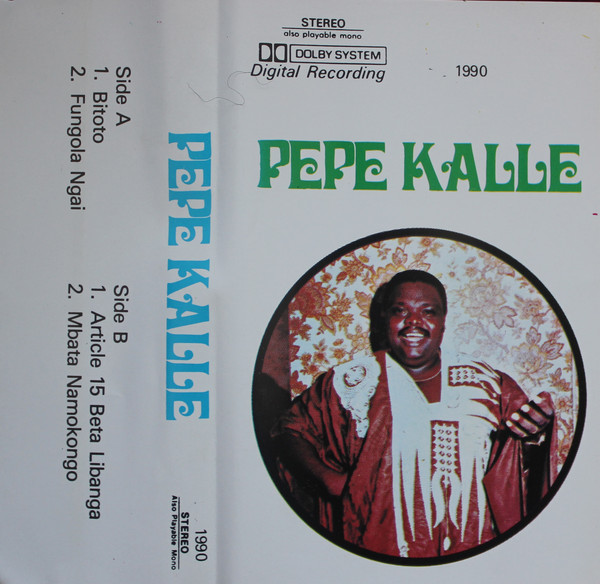 Side A
1. Bitoto
2. Fungola Ngai
Side B
1. Article 15 Beta Libanga
2. Mbata Namokongo
PEPE KALLE
1990
STEREO
Also Playable Mono
STEREO
also playable mono
DOLBY SYSTEM
Digital Recording
1990
PEPE KALLE